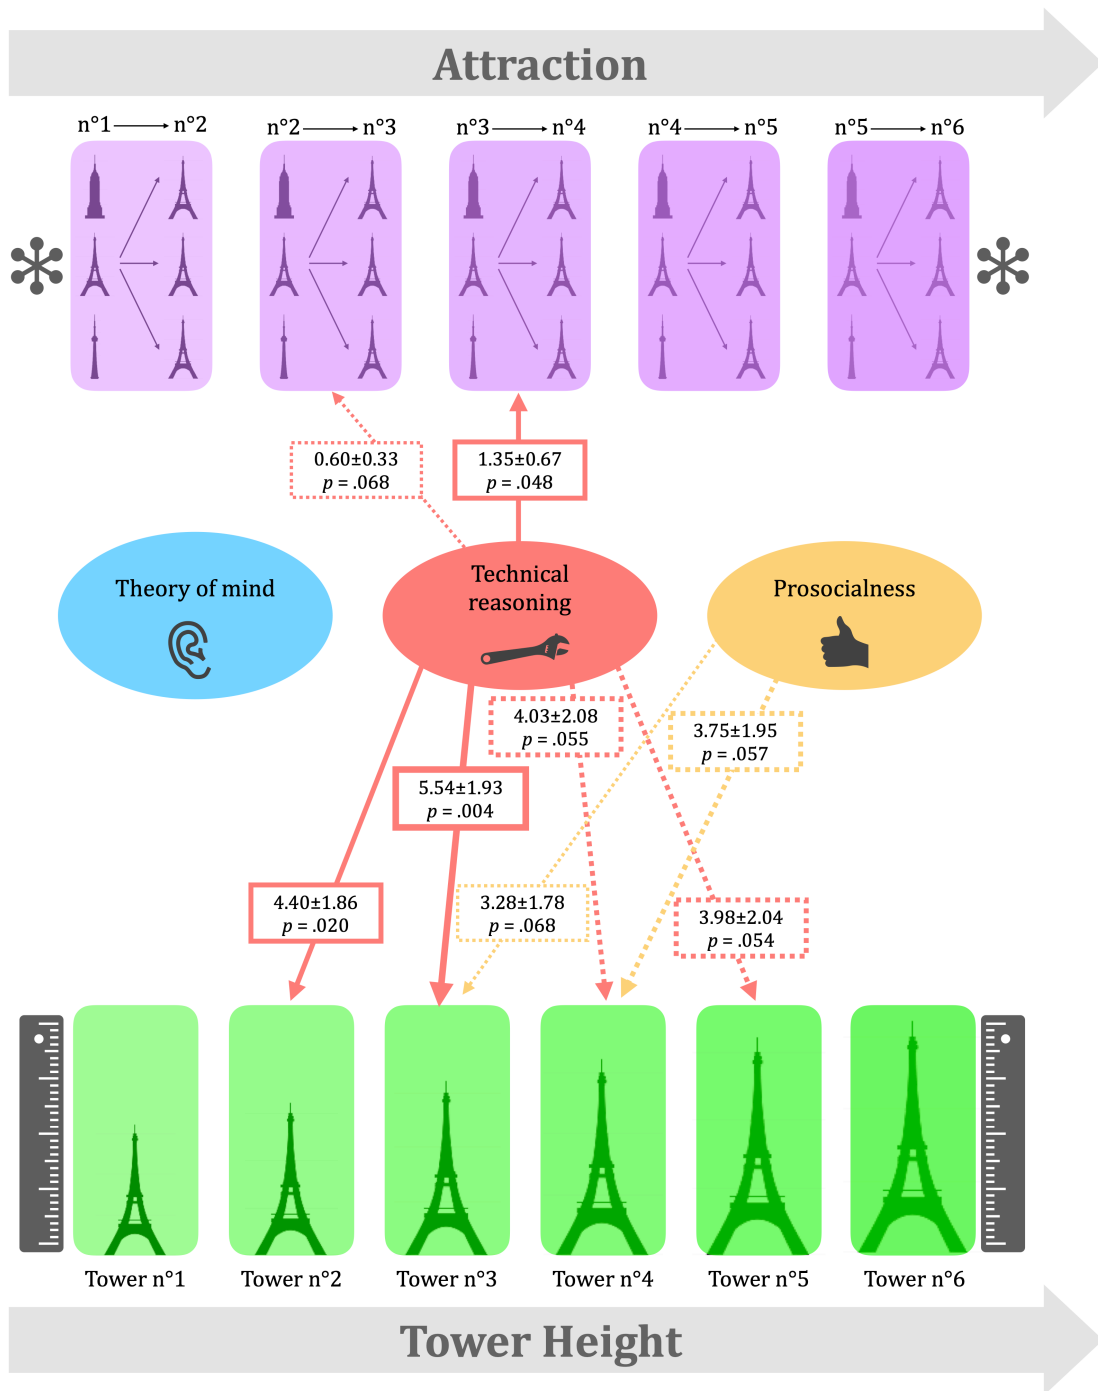 Attraction
n°1 → n°2
n°2 → n°3
n°3 → n°4
n°4 → n°5
n°5 → n°6
0.60±0.33
p = .068
1.35±0.67
p = .048
Theory of mind
Technical
reasoning
Prosocialness
4.03±2.08
p = .055
3.75±1.95
p = .057
5.54±1.93
p = .004
4.40±1.86
p = .020
3.28±1.78
p = .068
3.98±2.04
p = .054
Tower n°1
Tower n°2
Tower n°3
Tower n°4
Tower n°5
Tower n°6
Tower Height